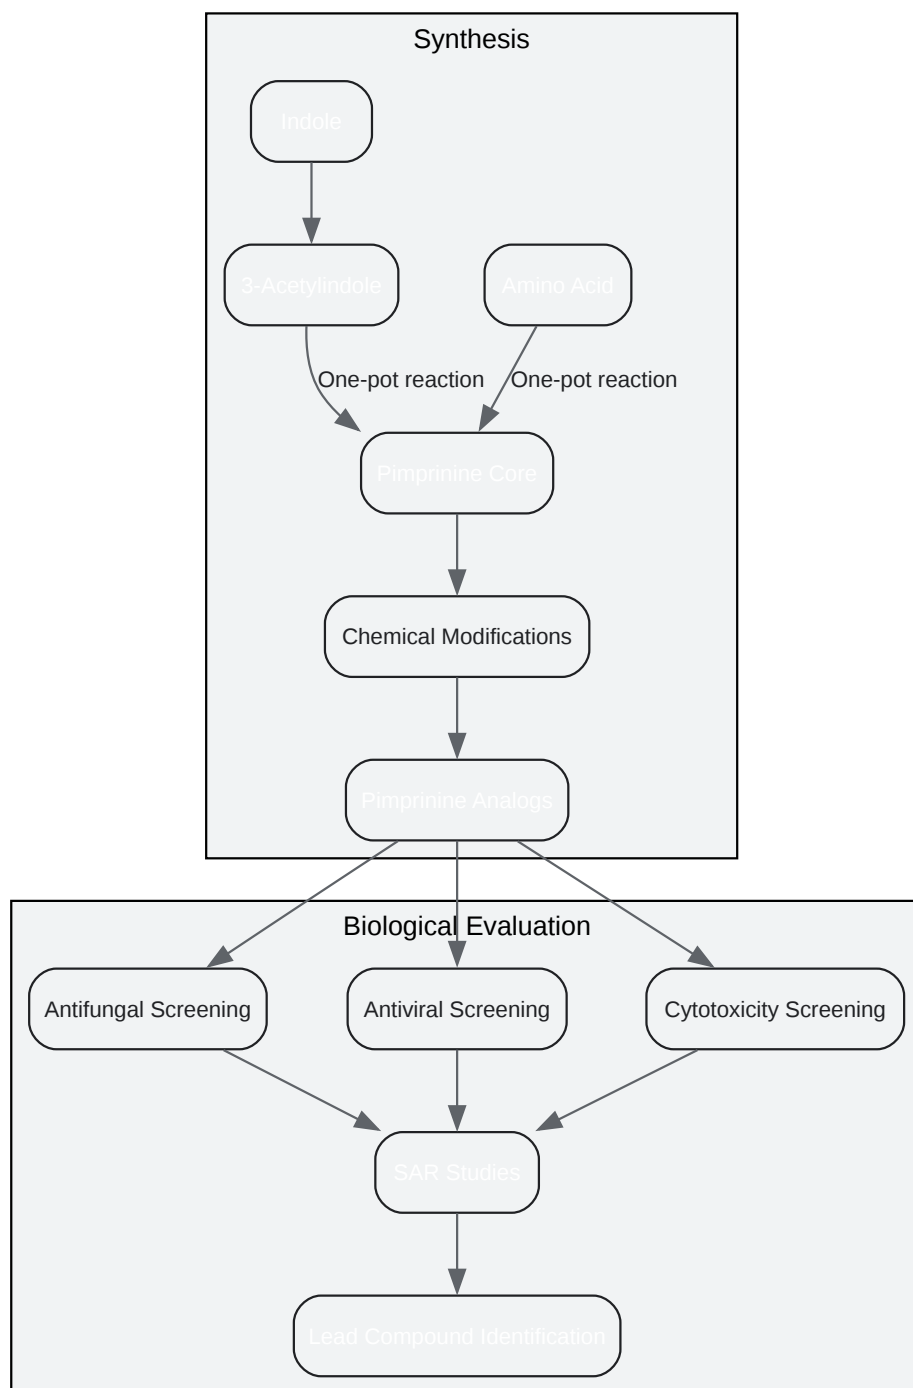 Synthesis
Indole
3-Acetylindole
Amino Acid
One-pot reaction
One-pot reaction
Pimprinine Core
Chemical Modifications
Pimprinine Analogs
Biological Evaluation
Antifungal Screening
Antiviral Screening
Cytotoxicity Screening
SAR Studies
Lead Compound Identification